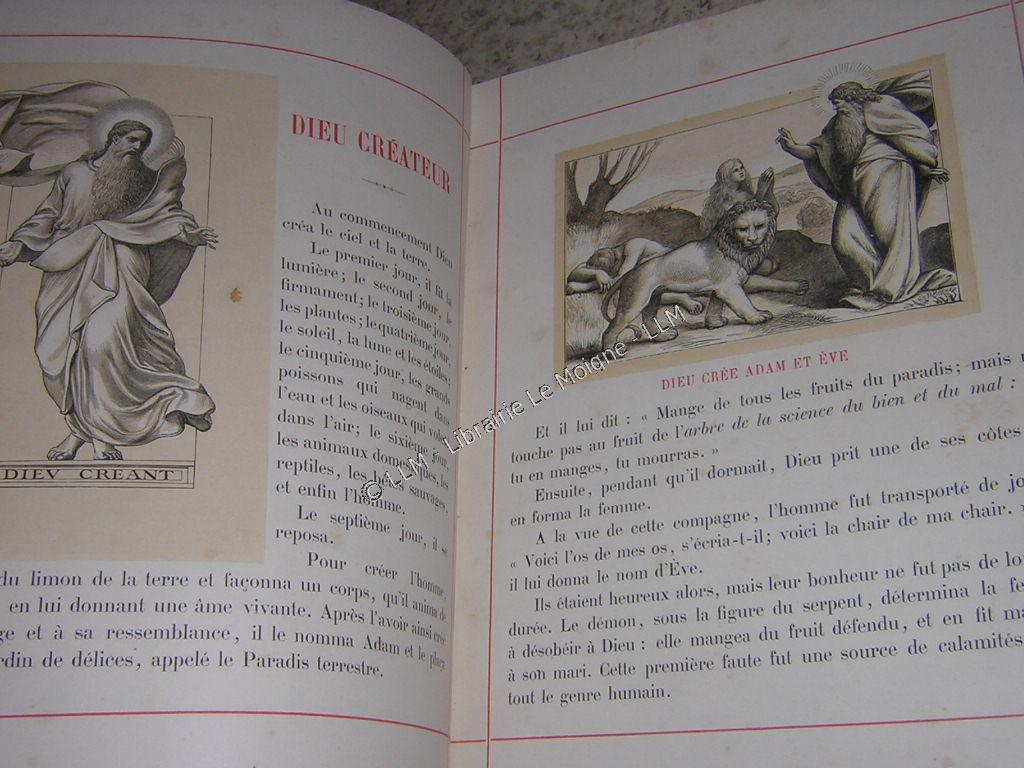 DIEV CRÉANT
DIEU CRÉATEUR
Au commencement Dieu
créa le ciel et la terre.
Le premier jour, il fit la
lumière; le second jour, le
firmament; le troisième jour,
les plantes; le quatrième jour,
le soleil, la lune et les étoiles;
le cinquième jour, les grands
poissons qui nagent dans
l'eau et les oiseaux qui volent
dans l'air; le sixième jour,
les animaux domestiques, les
reptiles, les bêtes sauvages,
et enfin l'homme.
Le septième jour, il se
reposa.
Pour créer l'homme,
du limon de la terre et façonna un corps, qu'il anima de
en lui donnant une âme vivante. Après l'avoir ainsi créé
ge et à sa ressemblance, il le nomma Adam et le plaça
rdin de délices, appelé le Paradis terrestre.
DIEU CRÉE ADAM ET ÈVE
Et il lui dit : « Mange de tous les fruits du paradis; mais n
touche pas au fruit de l'arbre de la science du bien et du mal :
tu en manges, tu mourras. »
Ensuite, pendant qu'il dormait, Dieu prit une de ses côtes
en forma la femme.
A la vue de cette compagne, l'homme fut transporté de jo
« Voici l'os de mes os, s'écria-t-il; voici la chair de ma chair. »
il lui donna le nom d'Ève.
Ils étaient heureux alors, mais leur bonheur ne fut pas de lo
durée. Le démon, sous la figure du serpent, détermina la fe
à désobéir à Dieu : elle mangea du fruit défendu, et en fit ma
à son mari. Cette première faute fut une source de calamités
tout le genre humain.
© LLM - Librairie Le Moigne - LLM